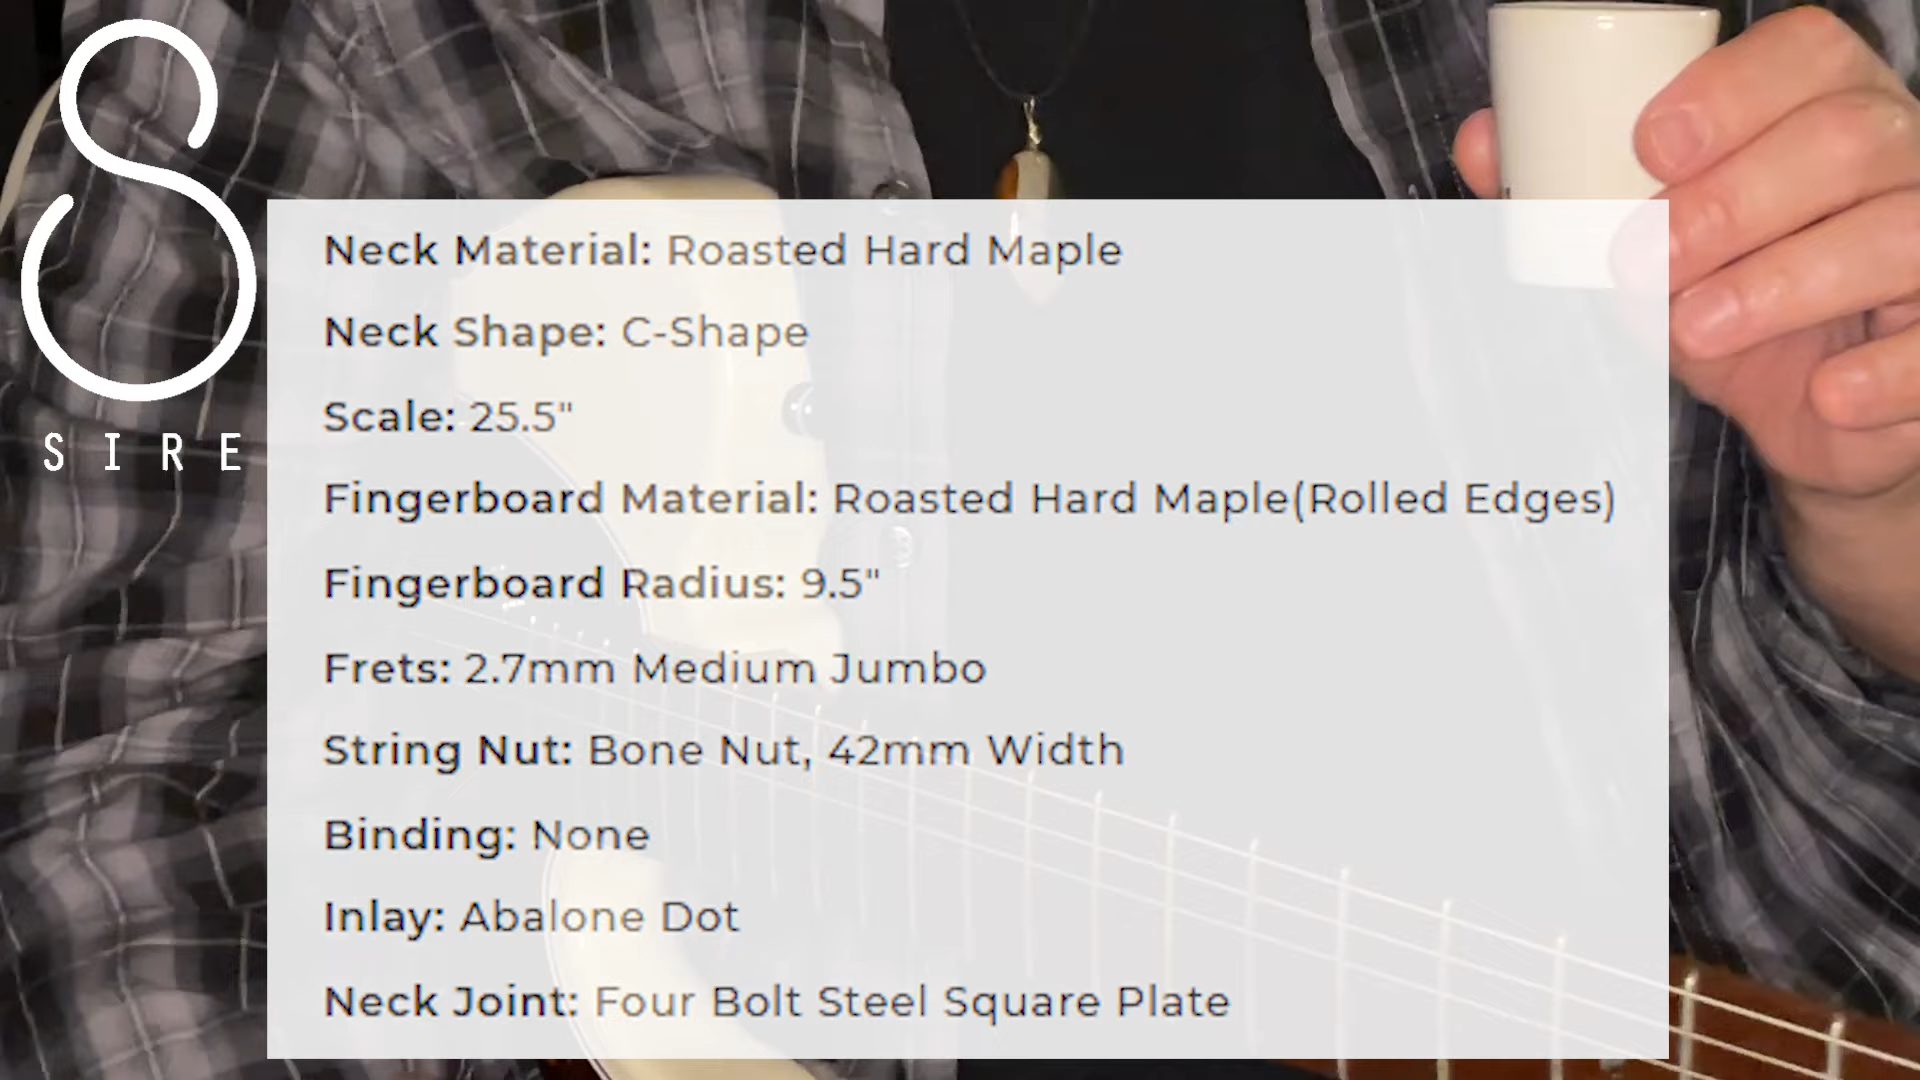 SIRE
Neck Material: Roasted Hard Maple
Neck Shape: C-Shape
Scale: 25.5"
Fingerboard Material: Roasted Hard Maple(Rolled Edges)
Fingerboard Radius: 9.5"
Frets: 2.7mm Medium Jumbo
String Nut: Bone Nut, 42mm Width
Binding: None
Inlay: Abalone Dot
Neck Joint: Four Bolt Steel Square Plate